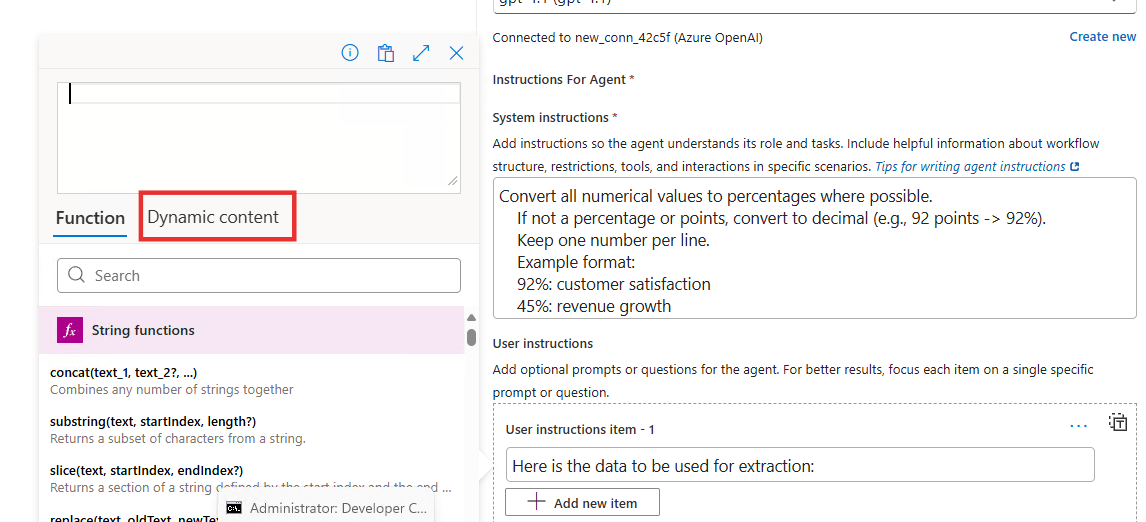 Function
Dynamic content
Search
fx String functions
concat(text_1, text_2?, ...)
Combines any number of strings together
substring(text, startIndex, length?)
Returns a subset of characters from a string.
slice(text, startIndex, endIndex?)
Returns a section of a string defined by the start index and the end ...
replace(text, oldText, newTex
Administrator: Developer C...
gpt-4.1 (gpt-4.1)
Connected to new_conn_42c5f (Azure OpenAI)
Create new
Instructions For Agent *
System instructions *
Add instructions so the agent understands its role and tasks. Include helpful information about workflow
structure, restrictions, tools, and interactions in specific scenarios. Tips for writing agent instructions
Convert all numerical values to percentages where possible.
If not a percentage or points, convert to decimal (e.g., 92 points -> 92%).
Keep one number per line.
Example format:
92%: customer satisfaction
45%: revenue growth
User instructions
Add optional prompts or questions for the agent. For better results, focus each item on a single specific
prompt or question.
User instructions item - 1
...
Here is the data to be used for extraction:
Add new item